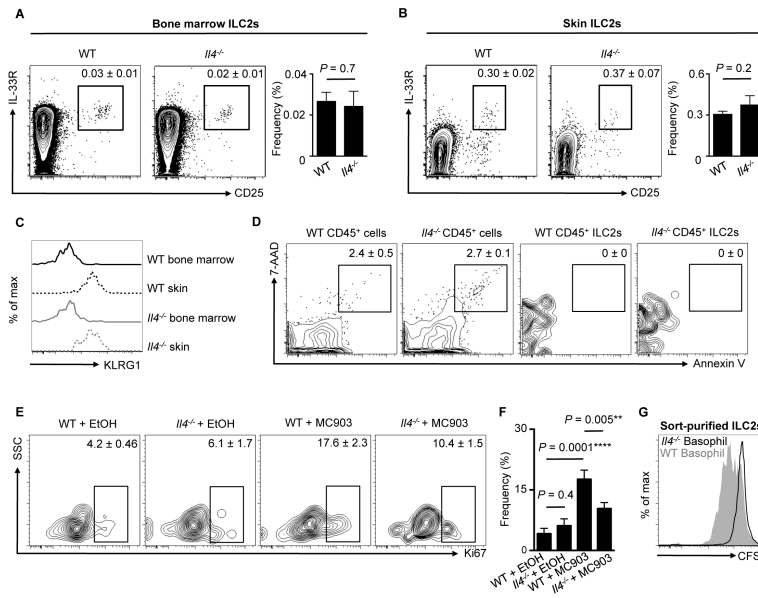 A
Bone marrow ILC2s
WT
Il4-/-
0.03 ± 0.01
0.02 ± 0.01
IL-33R
CD25
Frequency (%)
0.04
0.02
0
P = 0.7
WT
Il4-/-
B
Skin ILC2s
WT
Il4-/-
0.30 ± 0.02
0.37 ± 0.07
IL-33R
CD25
Frequency (%)
0.6
0.3
0
P = 0.2
WT
Il4-/-
C
% of max
KLRG1
WT bone marrow
WT skin
Il4-/- bone marrow
Il4-/- skin
D
WT CD45+ cells
Il4-/- CD45+ cells
WT CD45+ ILC2s
Il4-/- CD45+ ILC2s
2.4 ± 0.5
2.7 ± 0.1
0 ± 0
0 ± 0
7-AAD
Annexin V
E
WT + EtOH
Il4-/- + EtOH
WT + MC903
Il4-/- + MC903
4.2 ± 0.46
6.1 ± 1.7
17.6 ± 2.3
10.4 ± 1.5
SSC
Ki67
F
Frequency (%)
30
15
0
P = 0.005**
P = 0.0001****
P = 0.4
WT + EtOH
Il4-/- + EtOH
WT + MC903
Il4-/- + MC903
G
Sort-purified ILC2s
Il4-/- Basophil
WT Basophil
% of max
CFS